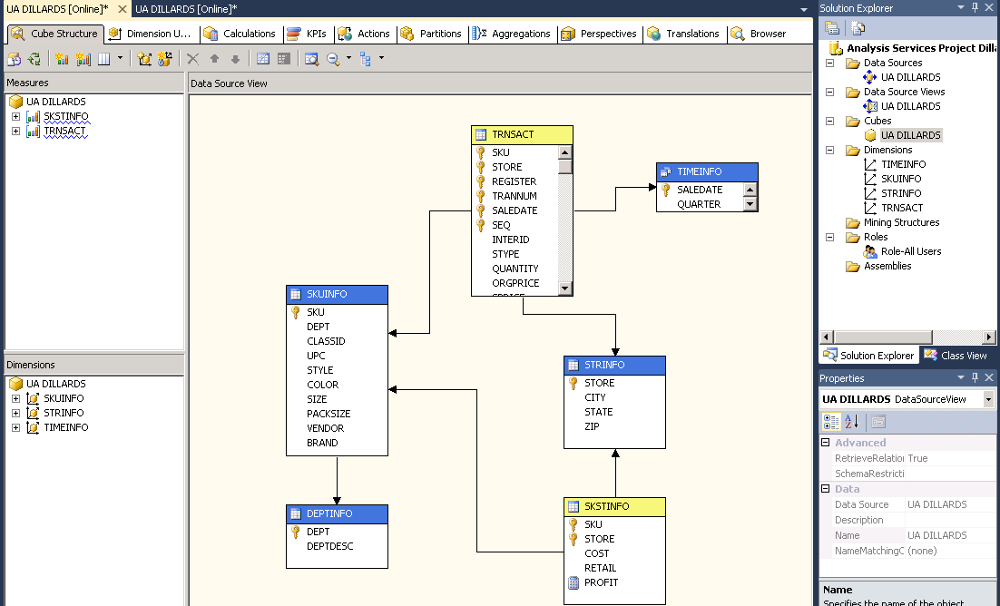 UA DILLARDS [Online]*
UA DILLARDS [Online]*
Cube Structure
Dimension U...
Calculations
KPIs
Actions
Partitions
Aggregations
Perspectives
Translations
Browser
Measures
UA DILLARDS
SKSTINFO
TRNSACT
Dimensions
UA DILLARDS
SKUINFO
STRINFO
TIMEINFO
Data Source View
TRNSACT
SKU
STORE
REGISTER
TRANNUM
SALEDATE
SEQ
INTERID
STYPE
QUANTITY
ORGPRICE
TIMEINFO
SALEDATE
QUARTER
SKUINFO
SKU
DEPT
CLASSID
UPC
STYLE
COLOR
SIZE
PACKSIZE
VENDOR
BRAND
STRINFO
STORE
CITY
STATE
ZIP
DEPTINFO
DEPT
DEPTDESC
SKSTINFO
SKU
STORE
COST
RETAIL
PROFIT
Solution Explorer
Analysis Services Project Dill
Data Sources
UA DILLARDS
Data Source Views
UA DILLARDS
Cubes
UA DILLARDS
Dimensions
TIMEINFO
SKUINFO
STRINFO
TRNSACT
Mining Structures
Roles
Role-All Users
Assemblies
Solution Explorer
Class View
Properties
UA DILLARDS DataSourceView
Advanced
RetrieveRelatio True
SchemaRestricti
Data
Data Source UA DILLARDS
Description
Name UA DILLARDS
NameMatchingC (none)
Name
Specifies the name of the object